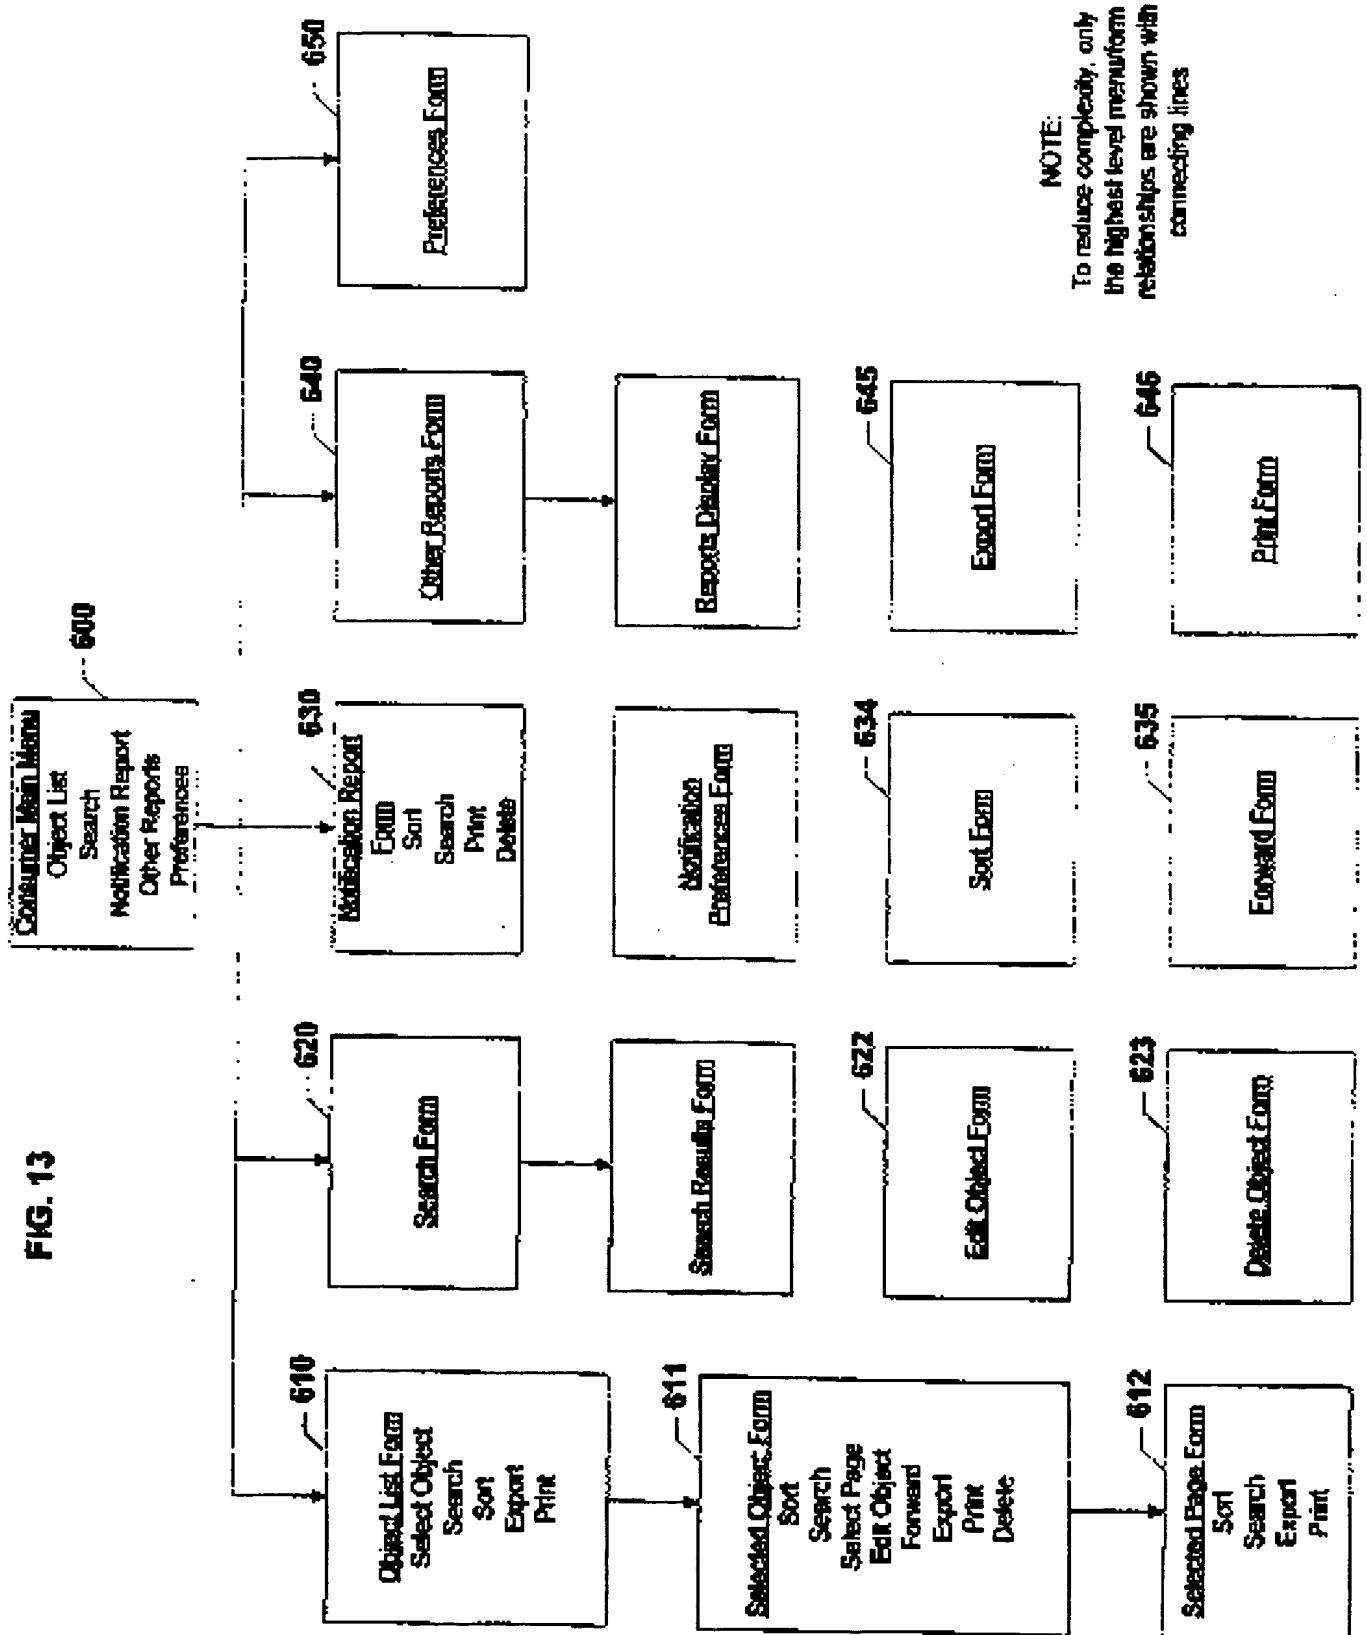 FIG. 13
Consumer Main Menu
Object List
Search
Notification Report
Other Reports
Preferences
600
610
Object List Form
Select Object
Search
Sort
Export
Print
620
Search Form
630
Notification Report
Form
Sort
Search
Print
Delete
640
Other Reports Form
650
Preferences Form
611
Selected Object Form
Sort
Search
Select Page
Edit Object
Forward
Export
Print
Delete
Search Results Form
Notification
Preferences Form
Reports Display Form
622
Edit Object Form
634
Sort Form
645
Export Form
612
Selected Page Form
Sort
Search
Export
Print
623
Delete Object Form
635
Forward Form
646
Print Form
NOTE:
To reduce complexity, only
the highest level menu/form
relationships are shown with
connecting lines